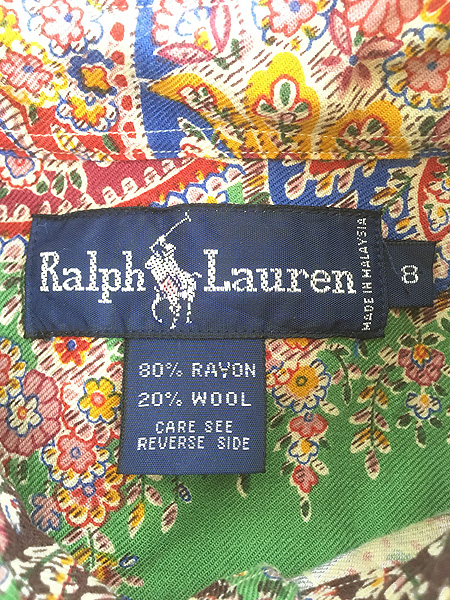 Ralph Lauren
MADE IN MALAYSIA
8
80% RAYON
20% WOOL
CARE SEE
REVERSE SIDE